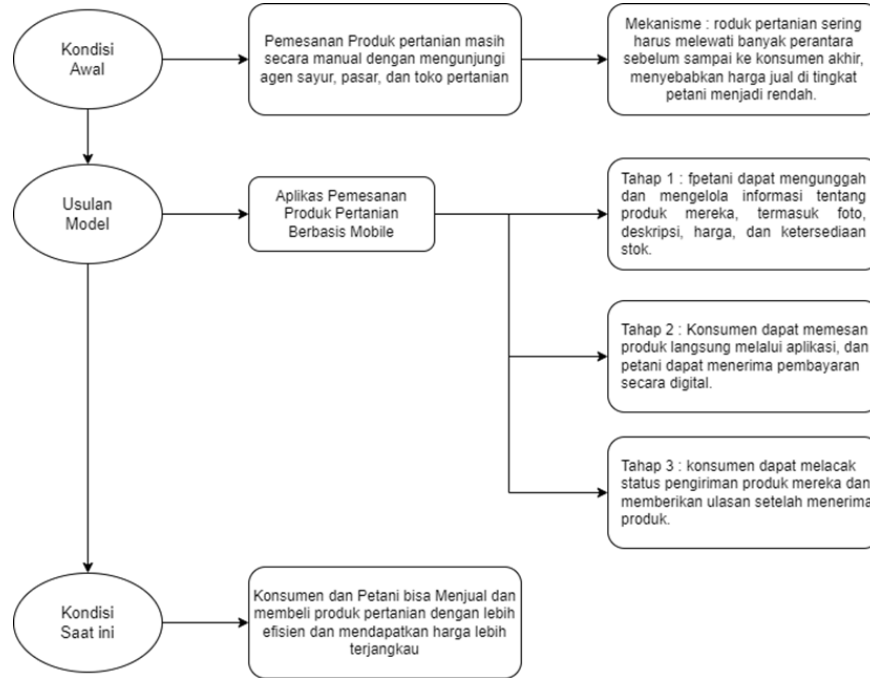 Kondisi
Awal
Pemesanan Produk pertanian masih
secara manual dengan mengunjungi
agen sayur, pasar, dan toko pertanian
Mekanisme : roduk pertanian sering
harus melewati banyak perantara
sebelum sampai ke konsumen akhir,
menyebabkan harga jual di tingkat
petani menjadi rendah.
Usulan
Model
Aplikas Pemesanan
Produk Pertanian
Berbasis Mobile
Tahap 1 : fpetani dapat mengunggah
dan mengelola informasi tentang
produk mereka, termasuk foto,
deskripsi, harga, dan ketersediaan
stok.
Tahap 2 : Konsumen dapat memesan
produk langsung melalui aplikasi, dan
petani dapat menerima pembayaran
secara digital.
Tahap 3 : konsumen dapat melacak
status pengiriman produk mereka dan
memberikan ulasan setelah menerima
produk.
Kondisi
Saat ini
Konsumen dan Petani bisa Menjual dan
membeli produk pertanian dengan lebih
efisien dan mendapatkan harga lebih
terjangkau